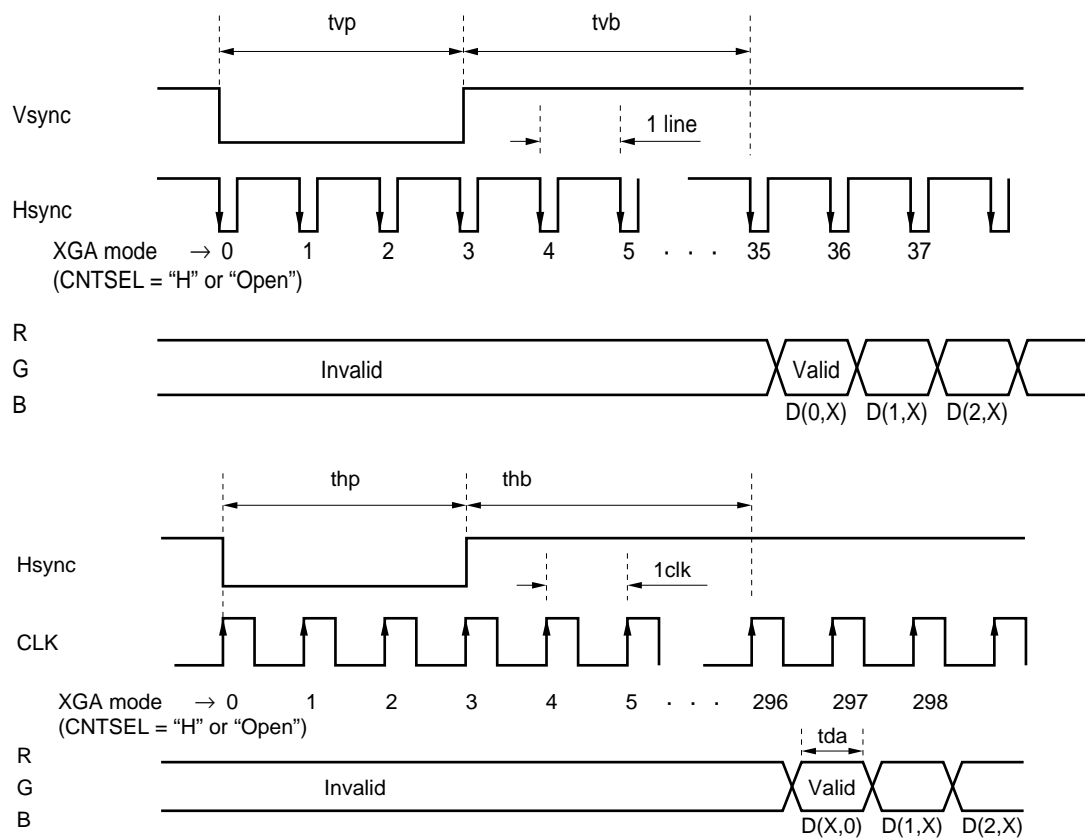 tvp tvb
Vsync
1 line
Hsync
XGA mode → 0 1 2 3 4 5 · · · 35 36 37
(CNTSEL = “H” or “Open”)
R
G Invalid Valid
B
D(0,X) D(1,X) D(2,X)
thp thb
Hsync
1clk
CLK
XGA mode → 0 1 2 3 4 5 · · · 296 297 298
(CNTSEL = “H” or “Open”)
tda
R
G Invalid Valid
B
D(X,0) D(1,X) D(2,X)